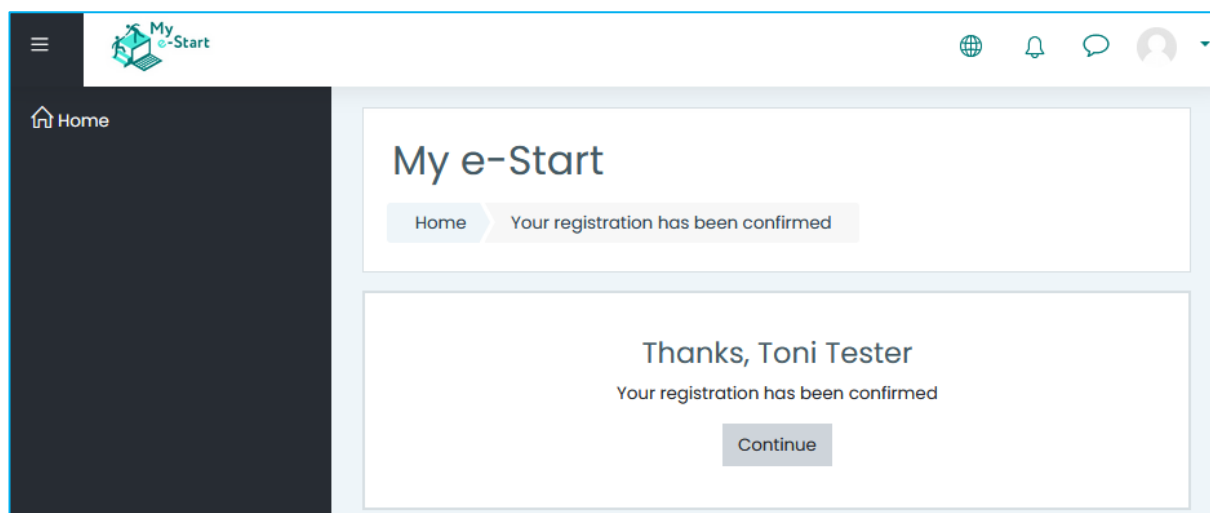 My
e-Start
Home
My e-Start
Home Your registration has been confirmed
Thanks, Toni Tester
Your registration has been confirmed
Continue